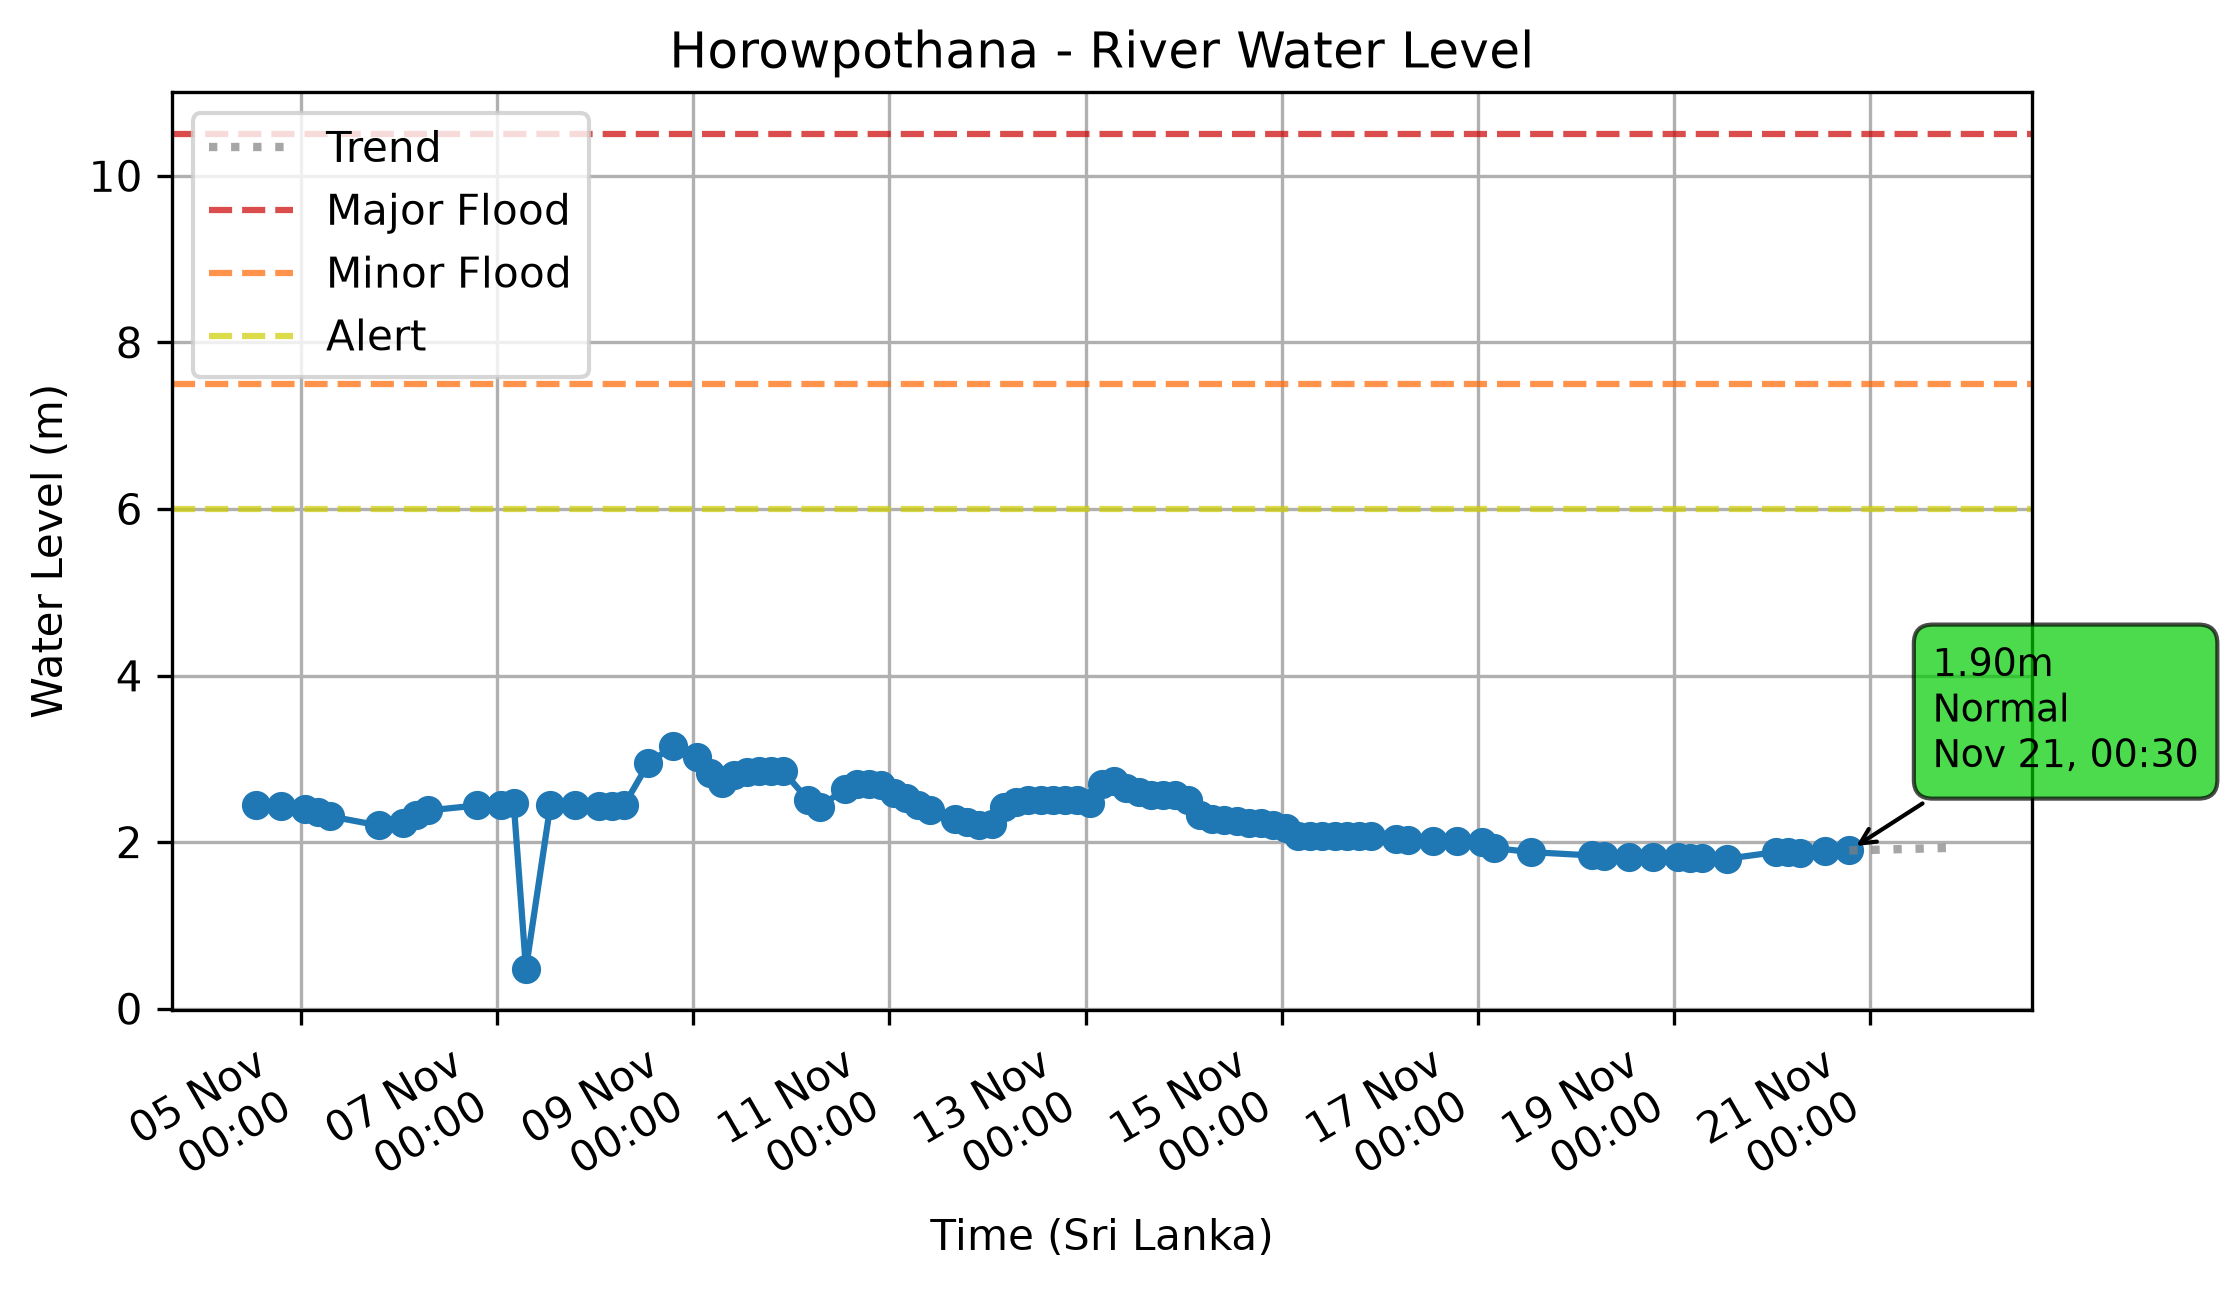 Horowpothana - River Water Level
Trend
Major Flood
Minor Flood
Alert
10
8
6
4
2
0
Water Level (m)
1.90m
Normal
Nov 21, 00:30
05 Nov
00:00
07 Nov
00:00
09 Nov
00:00
11 Nov
00:00
13 Nov
00:00
15 Nov
00:00
17 Nov
00:00
19 Nov
00:00
21 Nov
00:00
Time (Sri Lanka)